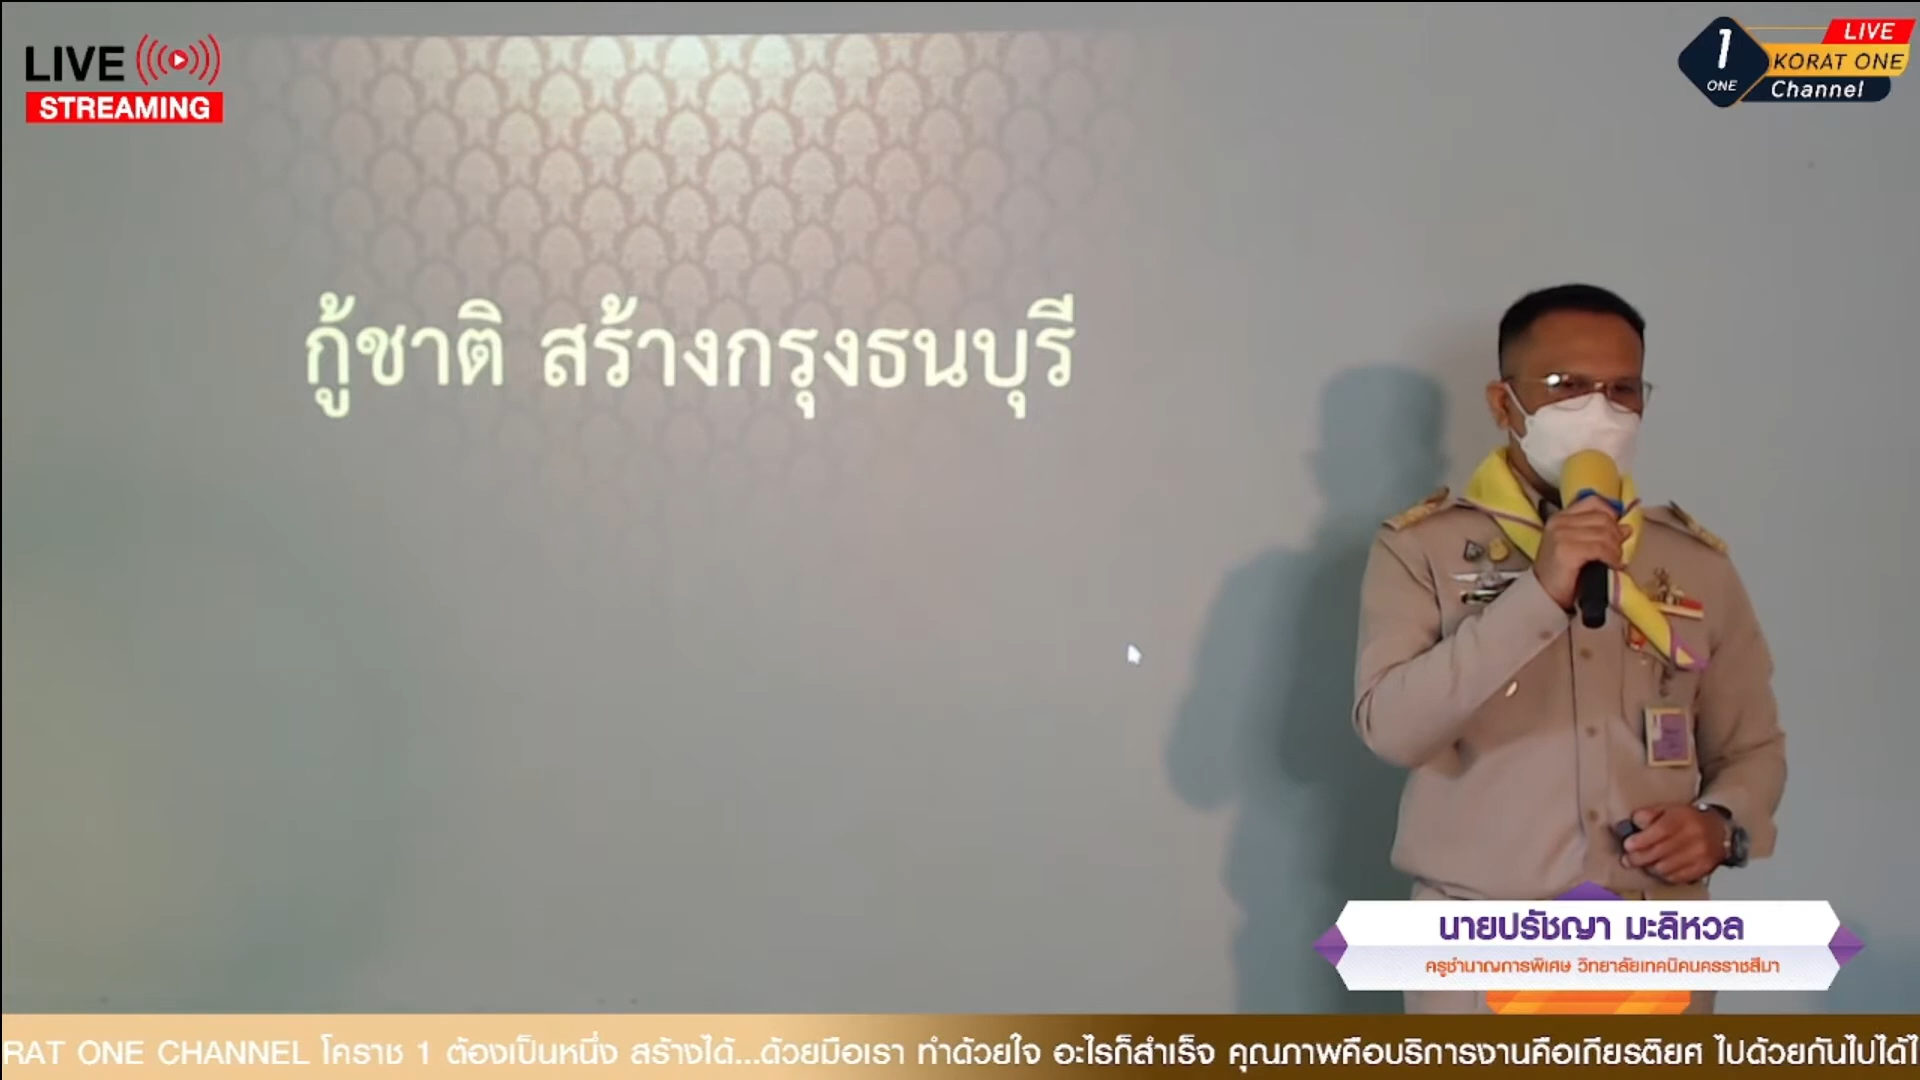 LIVE
STREAMING
1
ONE
LIVE
KORAT ONE
Channel
กู้ชาติ สร้างกรุงธนบุรี
นายปรัชญา มะลิหวล
ครูชำนาญการพิเศษ วิทยาลัยเทคนิคนครราชสีมา
RAT ONE CHANNEL โคราช 1 ต้องเป็นหนึ่ง สร้างได้...ด้วยมือเรา ทำด้วยใจ อะไรก็สำเร็จ คุณภาพคือบริการงานคือเกียรติยศ ไปด้วยกันไปได้ไ